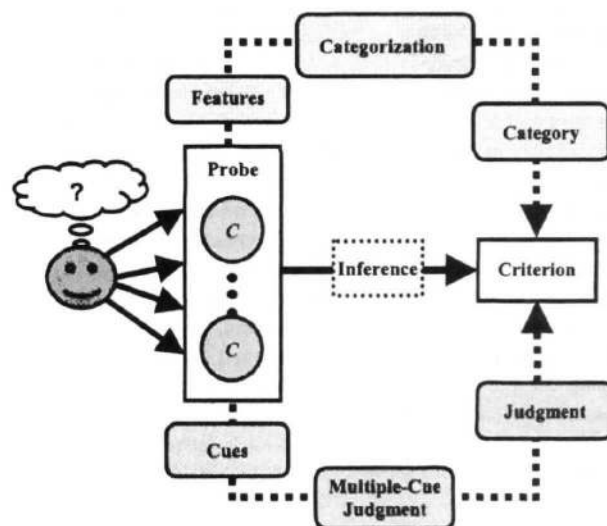 Categorization
Features
Category
Probe
?
C
Inference
Criterion
C
Judgment
Cues
Multiple-Cue
Judgment